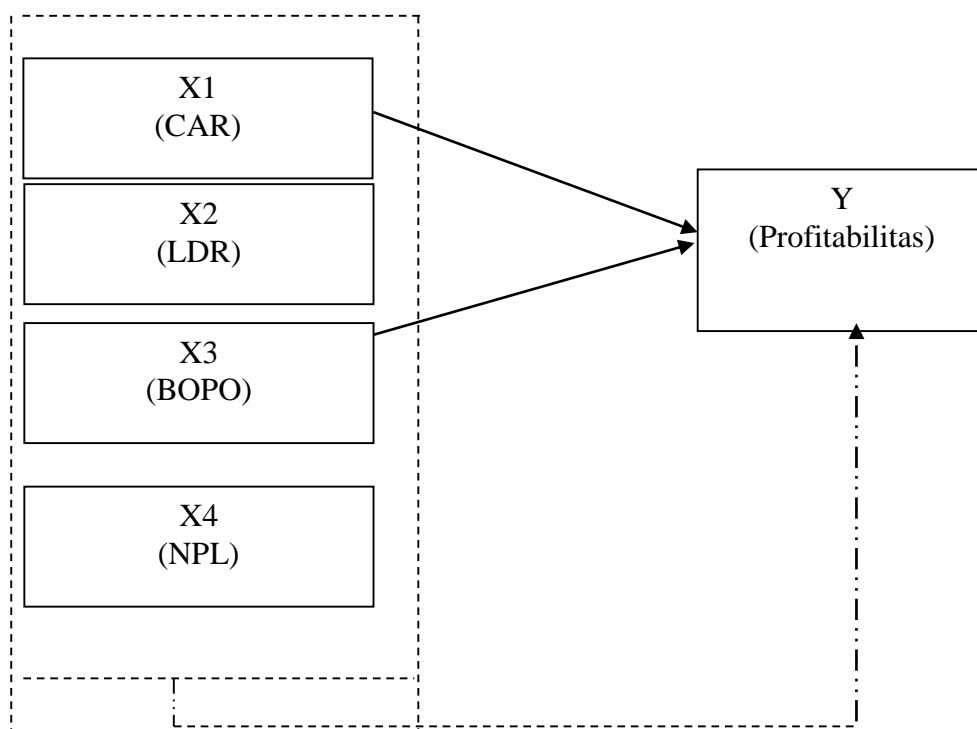 X1
(CAR)
X2
(LDR)
X3
(BOPO)
X4
(NPL)
Y
(Profitabilitas)